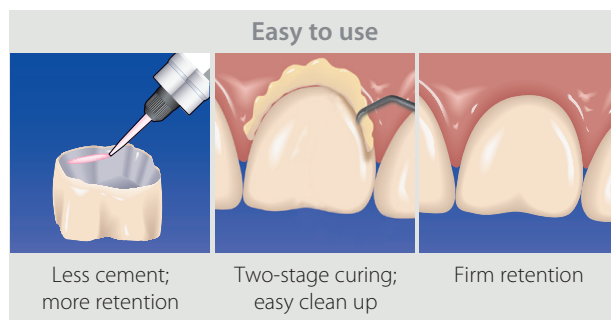 Easy to use
Less cement;
more retention
Two-stage curing;
easy clean up
Firm retention